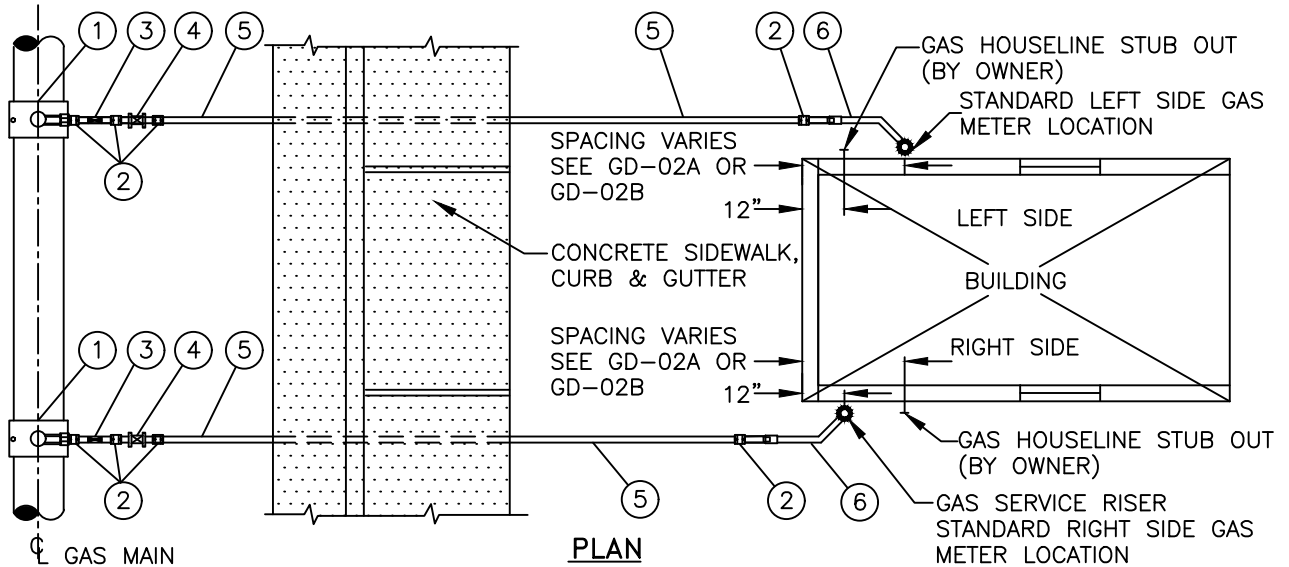 1 3 4 5 5 2 6
GAS HOUSELINE STUB OUT
(BY OWNER)
STANDARD LEFT SIDE GAS
METER LOCATION
2
SPACING VARIES
SEE GD-02A OR
GD-02B
12"
LEFT SIDE
CONCRETE SIDEWALK,
CURB & GUTTER
BUILDING
1 3 4 5
SPACING VARIES
SEE GD-02A OR
GD-02B
RIGHT SIDE
12"
GAS HOUSELINE STUB OUT
(BY OWNER)
2 5 2 6
GAS SERVICE RISER
STANDARD RIGHT SIDE GAS
METER LOCATION
CL GAS MAIN
PLAN